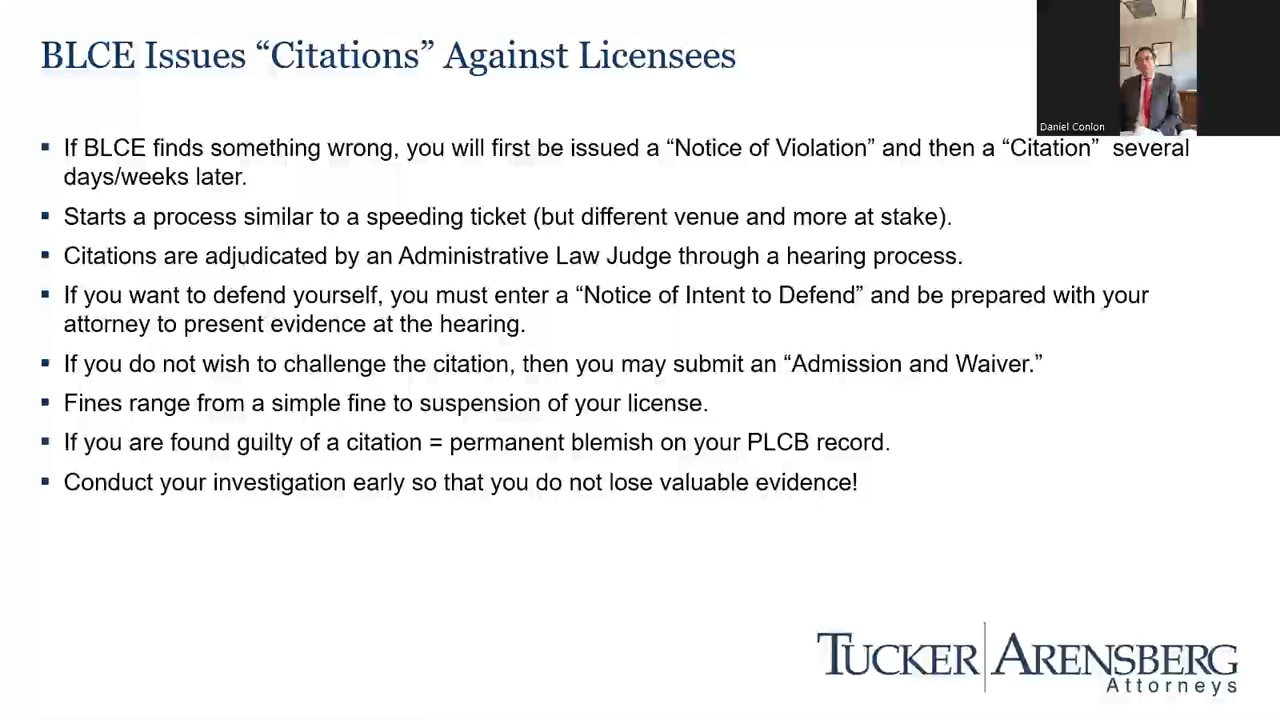 BLCE Issues “Citations” Against Licensees
Daniel Conlon
▪ If BLCE finds something wrong, you will first be issued a “Notice of Violation” and then a “Citation” several
days/weeks later.
▪ Starts a process similar to a speeding ticket (but different venue and more at stake).
▪ Citations are adjudicated by an Administrative Law Judge through a hearing process.
▪ If you want to defend yourself, you must enter a “Notice of Intent to Defend” and be prepared with your
attorney to present evidence at the hearing.
▪ If you do not wish to challenge the citation, then you may submit an “Admission and Waiver.”
▪ Fines range from a simple fine to suspension of your license.
▪ If you are found guilty of a citation = permanent blemish on your PLCB record.
▪ Conduct your investigation early so that you do not lose valuable evidence!
TUCKER ARENSBERG
Attorneys